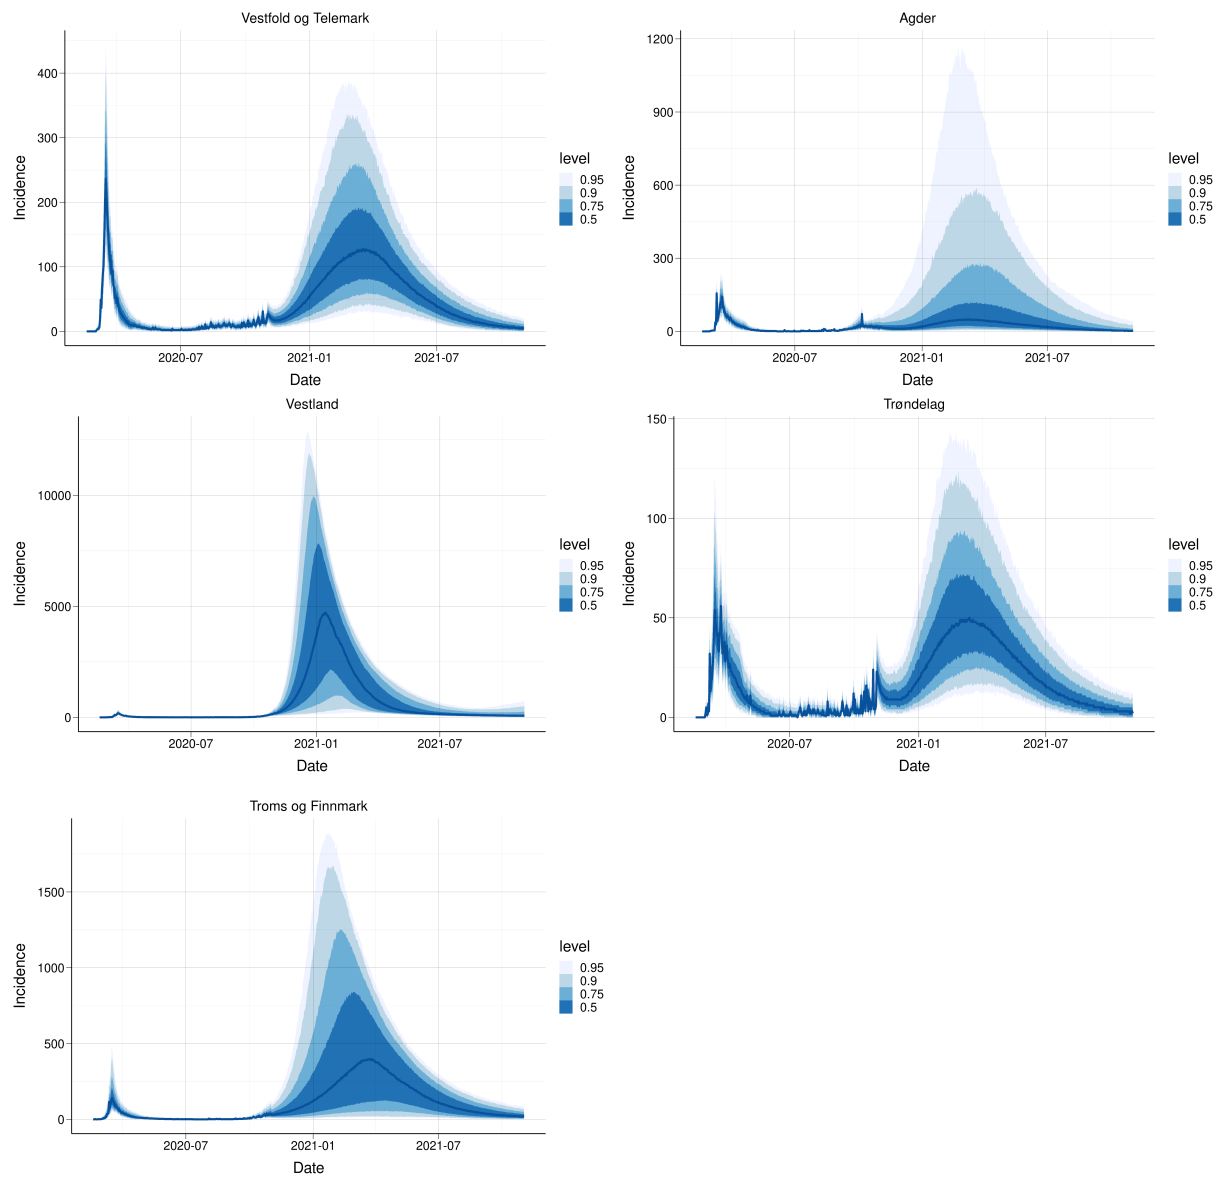 Vestfold og Telemark
Incidence
400
300
200
100
0
2020-07 2021-01 2021-07
Date
level
0.95
0.9
0.75
0.5
Agder
Incidence
1200
900
600
300
0
2020-07 2021-01 2021-07
Date
level
0.95
0.9
0.75
0.5
Vestland
Incidence
10000
5000
0
2020-07 2021-01 2021-07
Date
level
0.95
0.9
0.75
0.5
Trøndelag
Incidence
150
100
50
0
2020-07 2021-01 2021-07
Date
level
0.95
0.9
0.75
0.5
Troms og Finnmark
Incidence
1500
1000
500
0
2020-07 2021-01 2021-07
Date
level
0.95
0.9
0.75
0.5